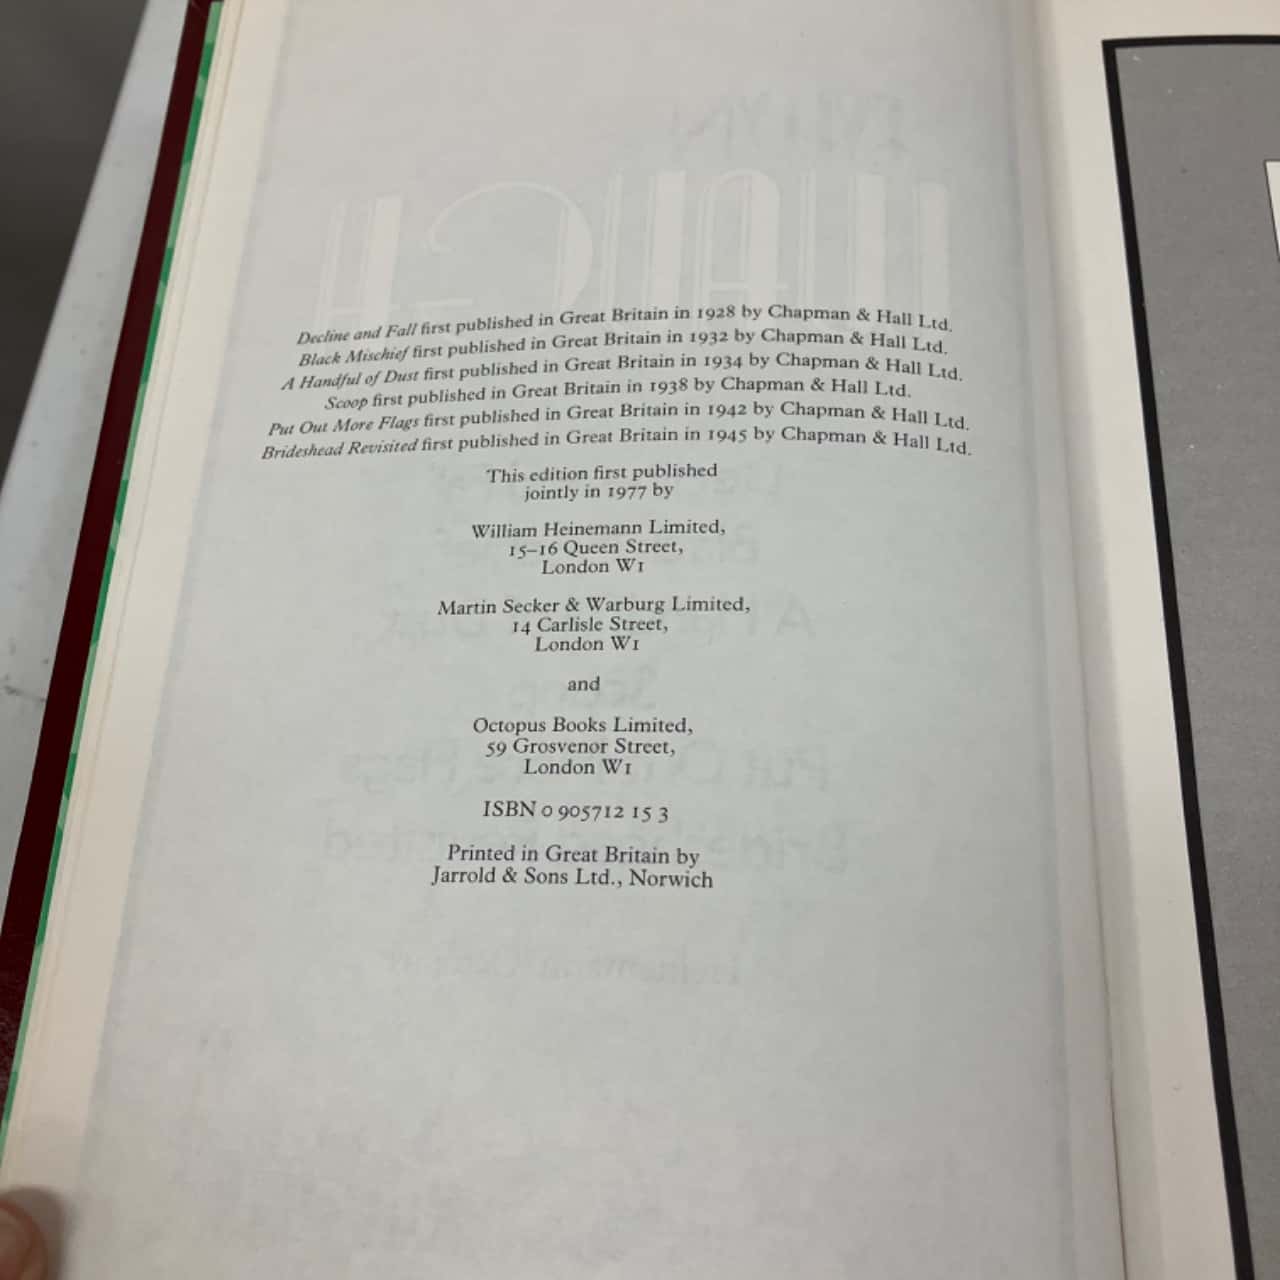 Decline and Fall first published in Great Britain in 1928 by Chapman & Hall Ltd.
Black Mischief first published in Great Britain in 1932 by Chapman & Hall Ltd.
A Handful of Dust first published in Great Britain in 1934 by Chapman & Hall Ltd.
Scoop first published in Great Britain in 1938 by Chapman & Hall Ltd.
Put Out More Flags first published in Great Britain in 1942 by Chapman & Hall Ltd.
Brideshead Revisited first published in Great Britain in 1945 by Chapman & Hall Ltd.
This edition first published
jointly in 1977 by
William Heinemann Limited,
15–16 Queen Street,
London W1
Martin Secker & Warburg Limited,
14 Carlisle Street,
London W1
and
Octopus Books Limited,
59 Grosvenor Street,
London W1
ISBN 0 905712 15 3
Printed in Great Britain by
Jarrold & Sons Ltd., Norwich